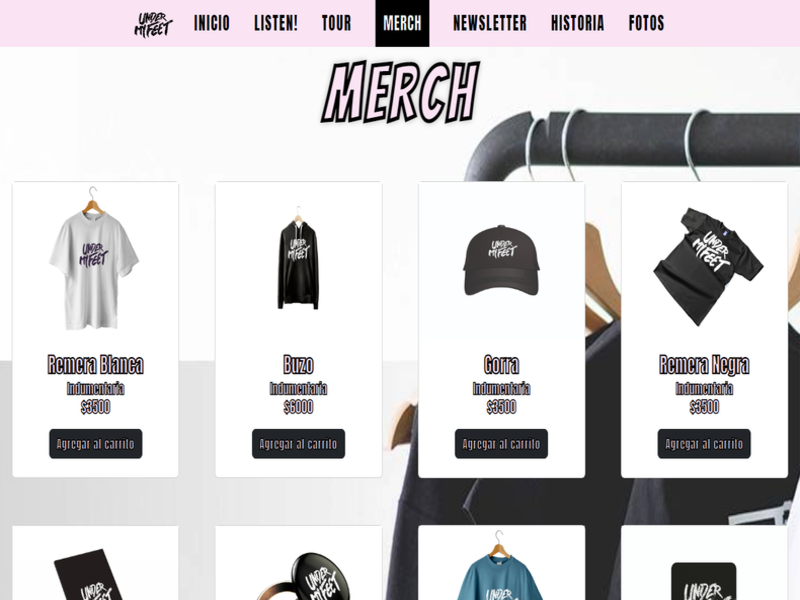 UNDER
MY FEET
INICIO
LISTEN!
TOUR
MERCH
NEWSLETTER
HISTORIA
FOTOS
MERCH
UNDER
MY FEET
UNDER
MY FEET
UNDER
MY FEET
UNDER
MY FEET
Remera Blanca
Indumentaria
$3500
Agregar al carrito
Buzo
Indumentaria
$6000
Agregar al carrito
Gorra
Indumentaria
$3500
Agregar al carrito
Remera Negra
Indumentaria
$3500
Agregar al carrito
UNDER
UNDER
MY FEET
UNDER
UNDER